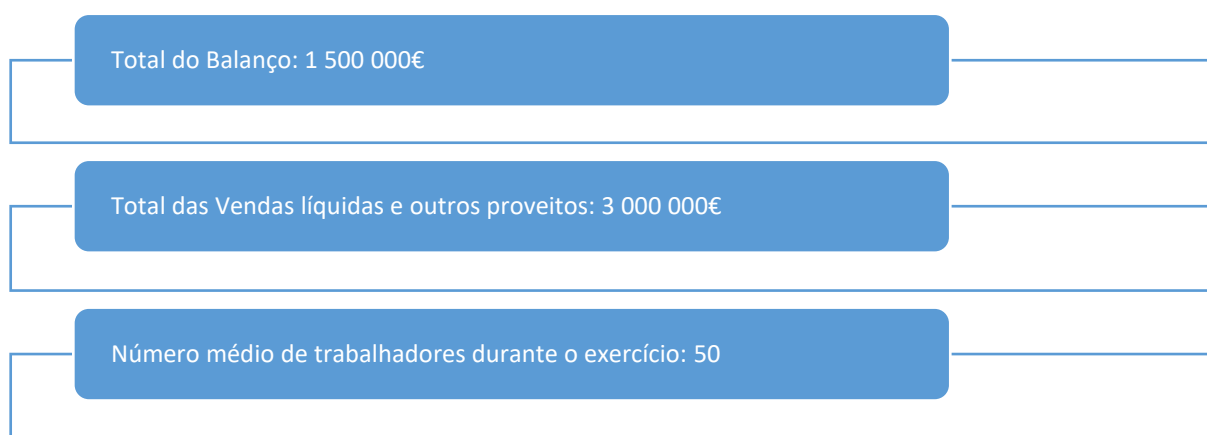 Total do Balanço: 1 500 000€
Total das Vendas líquidas e outros proveitos: 3 000 000€
Número médio de trabalhadores durante o exercício: 50